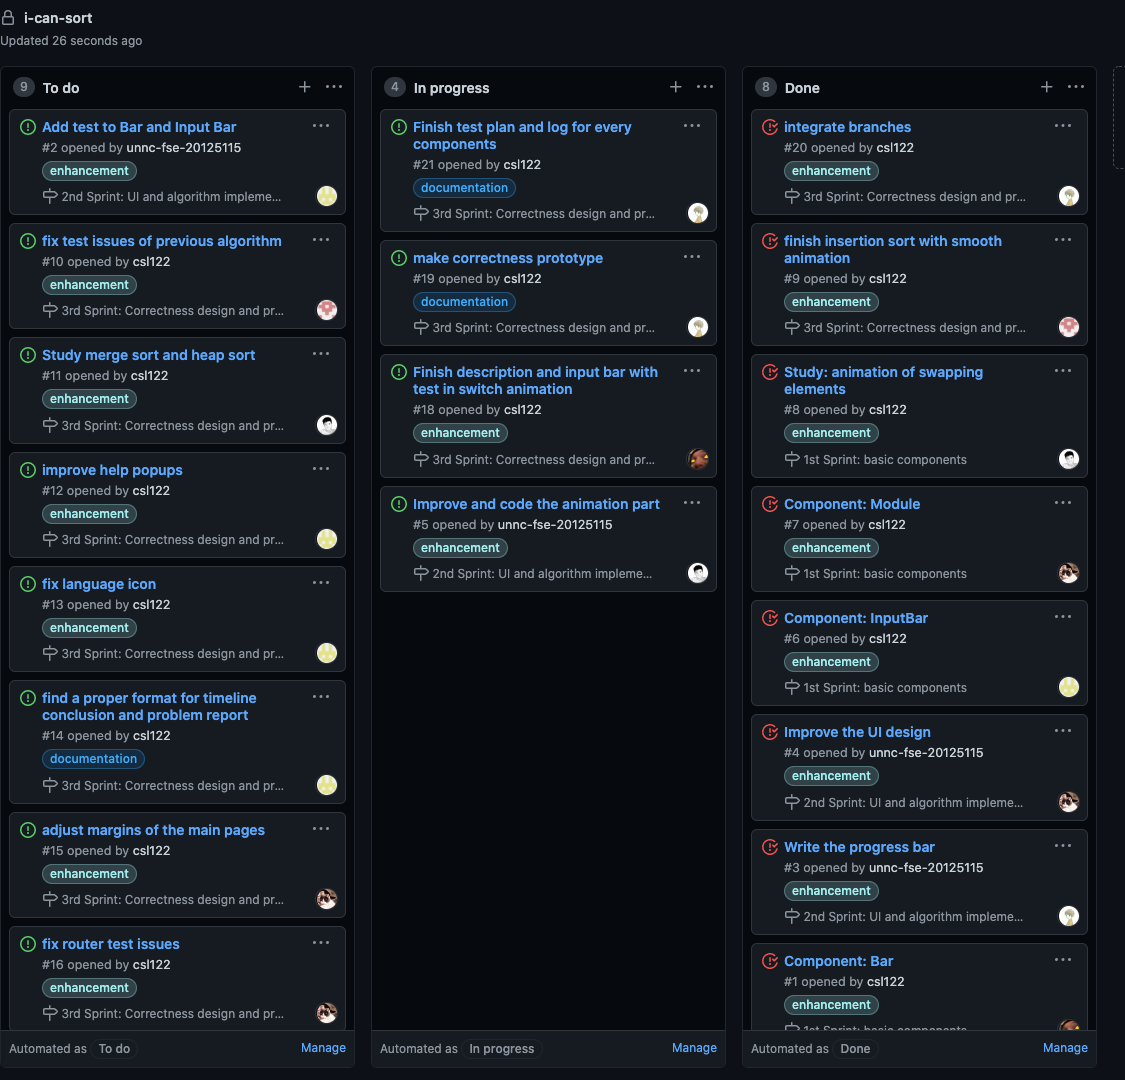 i-can-sort
Updated 26 seconds ago
9 To do
Add test to Bar and Input Bar
#2 opened by unnc-fse-20125115
enhancement
2nd Sprint: UI and algorithm impleme...
fix test issues of previous algorithm
#10 opened by csl122
enhancement
3rd Sprint: Correctness design and pr...
Study merge sort and heap sort
#11 opened by csl122
enhancement
3rd Sprint: Correctness design and pr...
improve help popups
#12 opened by csl122
enhancement
3rd Sprint: Correctness design and pr...
fix language icon
#13 opened by csl122
enhancement
3rd Sprint: Correctness design and pr...
find a proper format for timeline
conclusion and problem report
#14 opened by csl122
documentation
3rd Sprint: Correctness design and pr...
adjust margins of the main pages
#15 opened by csl122
enhancement
3rd Sprint: Correctness design and pr...
fix router test issues
#16 opened by csl122
enhancement
3rd Sprint: Correctness design and pr...
Automated as To do Manage
4 In progress
Finish test plan and log for every
components
#21 opened by csl122
documentation
3rd Sprint: Correctness design and pr...
make correctness prototype
#19 opened by csl122
documentation
3rd Sprint: Correctness design and pr...
Finish description and input bar with
test in switch animation
#18 opened by csl122
enhancement
3rd Sprint: Correctness design and pr...
Improve and code the animation part
#5 opened by unnc-fse-20125115
enhancement
2nd Sprint: UI and algorithm impleme...
Automated as In progress Manage
8 Done
integrate branches
#20 opened by csl122
enhancement
3rd Sprint: Correctness design and pr...
finish insertion sort with smooth
animation
#9 opened by csl122
enhancement
3rd Sprint: Correctness design and pr...
Study: animation of swapping
elements
#8 opened by csl122
enhancement
1st Sprint: basic components
Component: Module
#7 opened by csl122
enhancement
1st Sprint: basic components
Component: InputBar
#6 opened by csl122
enhancement
1st Sprint: basic components
Improve the UI design
#4 opened by unnc-fse-20125115
enhancement
2nd Sprint: UI and algorithm impleme...
Write the progress bar
#3 opened by unnc-fse-20125115
enhancement
2nd Sprint: UI and algorithm impleme...
Component: Bar
#1 opened by csl122
enhancement
1st Sprint: basic components
Automated as Done Manage